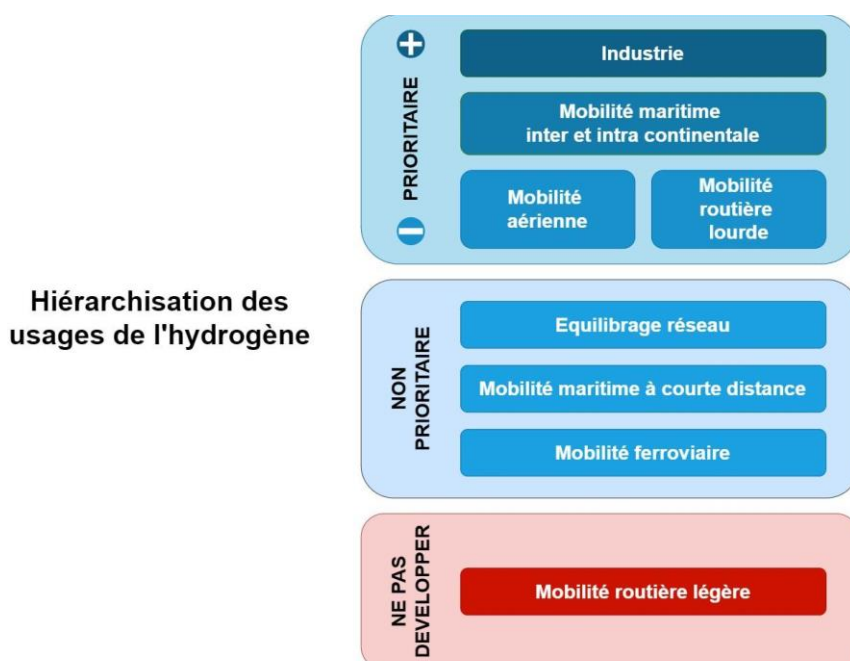 Hiérarchisation des
usages de l'hydrogène
PRIORITAIRE
+
Industrie
Mobilité maritime
inter et intra continentale
Mobilité
aérienne
Mobilité
routière
lourde
−
NON
PRIORITAIRE
Equilibrage réseau
Mobilité maritime à courte distance
Mobilité ferroviaire
NE PAS
DEVELOPPER
Mobilité routière légère